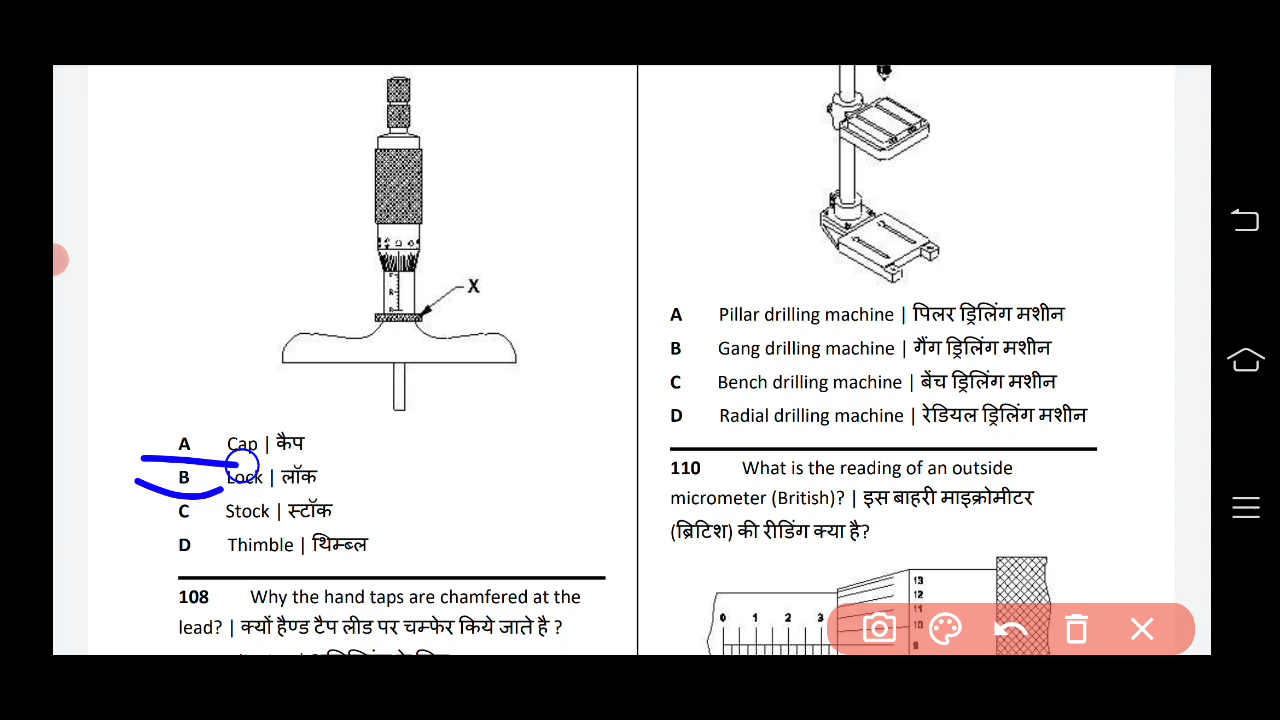 X
A Cap | कैप
B Lock | लॉक
C Stock | स्टॉक
D Thimble | थिम्ब्ल
108 Why the hand taps are chamfered at the
lead? | क्यों हैण्ड टैप लीड पर चम्फेर किये जाते है ?
A Pillar drilling machine | पिलर ड्रिलिंग मशीन
B Gang drilling machine | गैंग ड्रिलिंग मशीन
C Bench drilling machine | बेंच ड्रिलिंग मशीन
D Radial drilling machine | रेडियल ड्रिलिंग मशीन
110 What is the reading of an outside
micrometer (British)? | इस बाहरी माइक्रोमीटर
(ब्रिटिश) की रीडिंग क्या है?
13
12
11
0 1 2 3 10
9